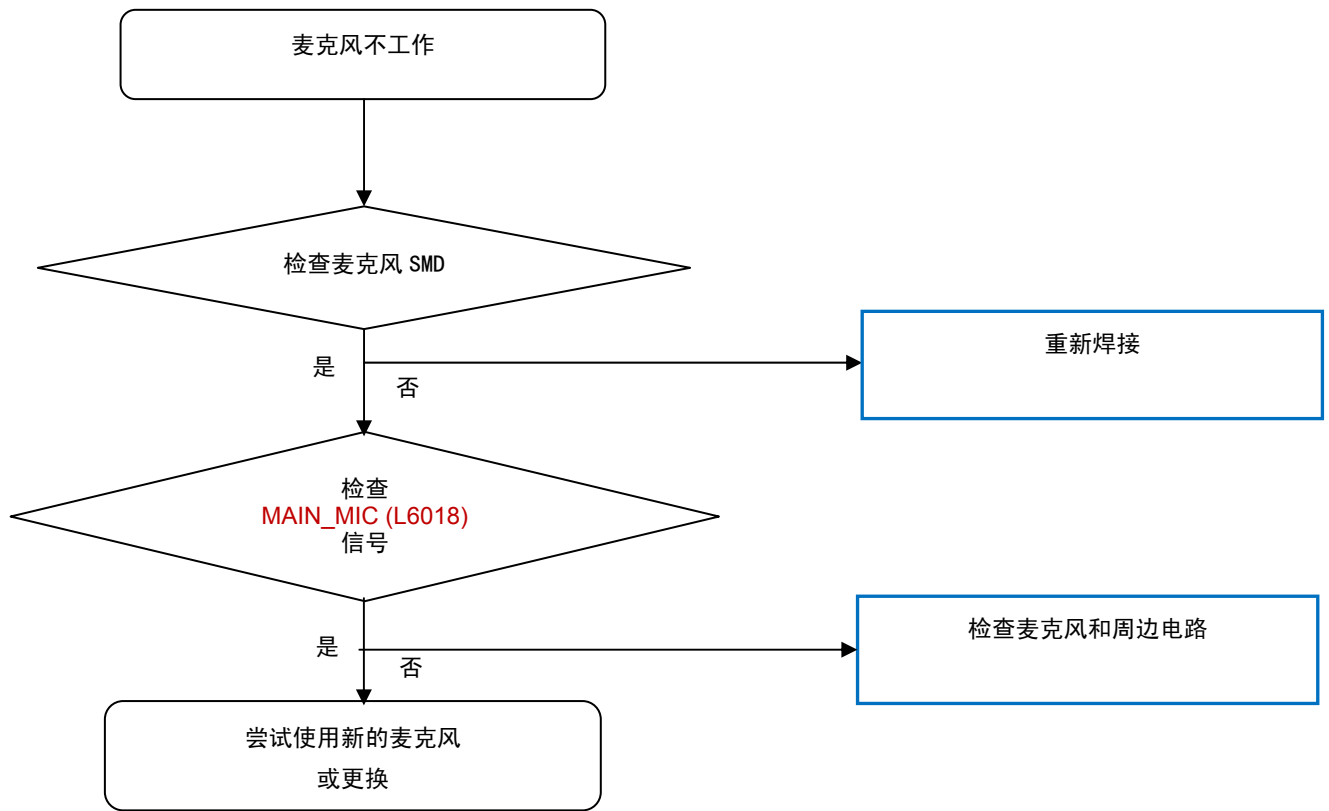 麦克风不工作
检查麦克风 SMD
重新焊接
是
否
检查
MAIN_MIC (L6018)
信号
检查麦克风和周边电路
是
否
尝试使用新的麦克风
或更换